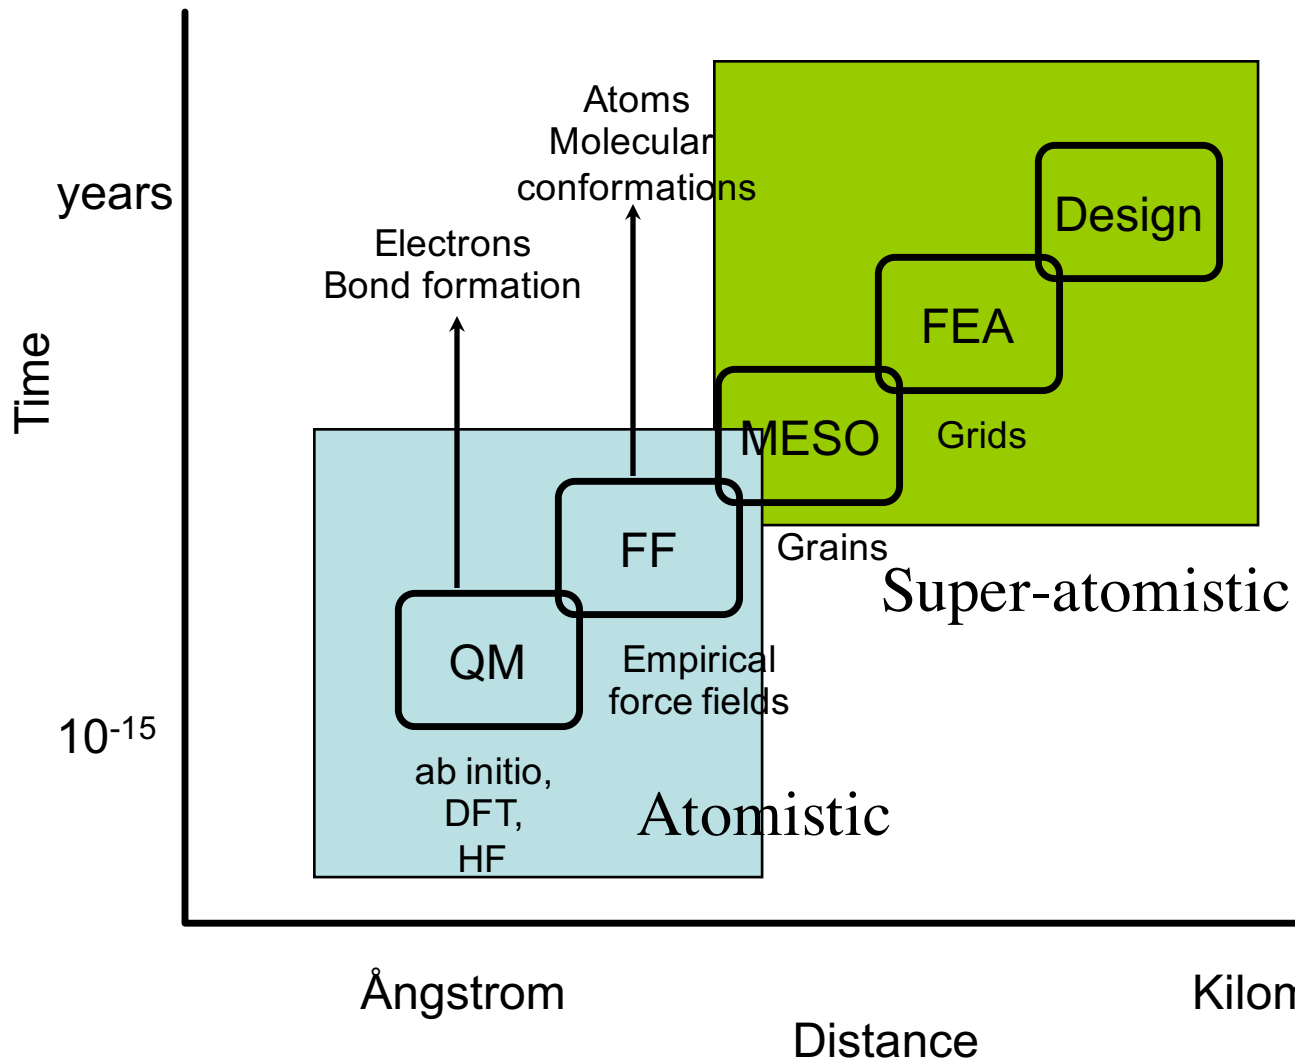 Atoms
Molecular
conformations
years
Design
Electrons
Bond formation
FEA
Time
MESO
Grids
FF
Grains
Super-atomistic
QM
Empirical
force fields
10-15
ab initio,
DFT,
HF
Atomistic
Ångstrom
Kilom
Distance